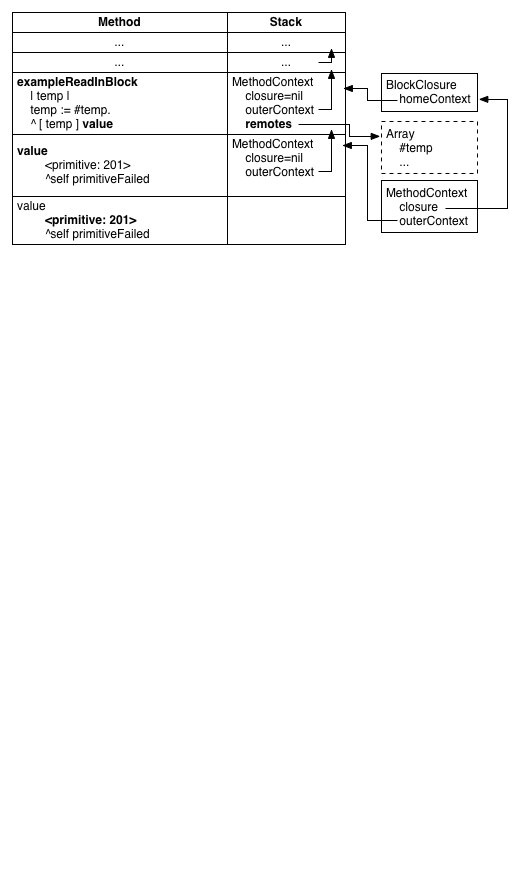 Method Stack
... ...
... ...
exampleReadInBlock
| temp |
temp := #temp.
^ [ temp ] value
MethodContext
closure=nil
outerContext
remotes
value
<primitive: 201>
^self primitiveFailed
MethodContext
closure=nil
outerContext
value
<primitive: 201>
^self primitiveFailed
BlockClosure
homeContext
Array
#temp
...
MethodContext
closure
outerContext